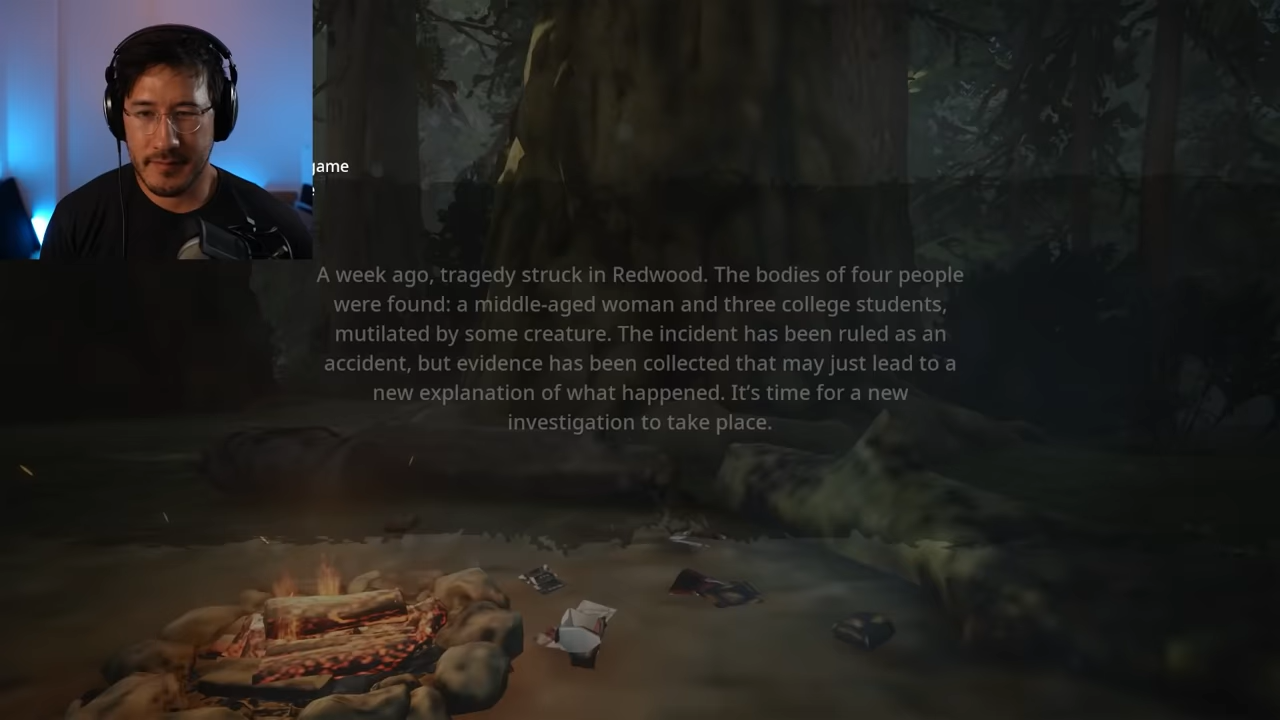 game
A week ago, tragedy struck in Redwood. The bodies of four people
were found: a middle-aged woman and three college students,
mutilated by some creature. The incident has been ruled as an
accident, but evidence has been collected that may just lead to a
new explanation of what happened. It’s time for a new
investigation to take place.